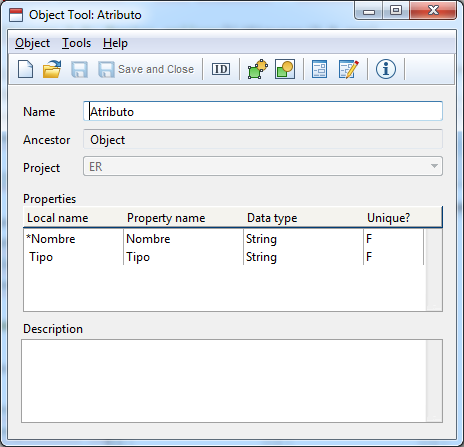 Object Tool: Atributo
Object Tools Help
Save and Close ID
Name Atributo
Ancestor Object
Project ER
Properties
Local name Property name Data type Unique?
*Nombre Nombre String F
Tipo Tipo String F
Description